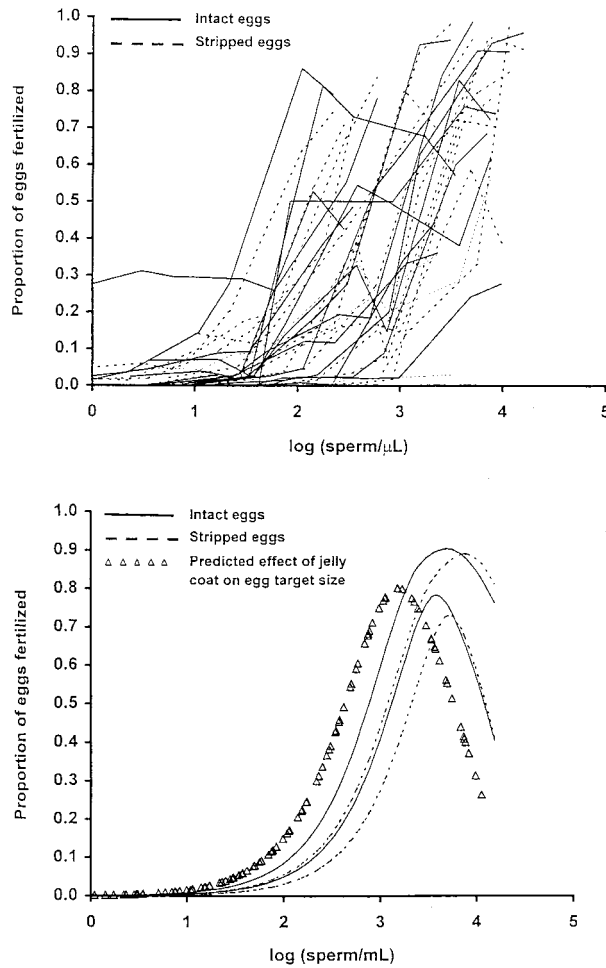 1.0
Intact eggs
0.9
Stripped eggs
0.8
0.7
0.6
0.5
0.4
0.3
0.2
0.1
0.0
Proportion of eggs fertilized
0 1 2 3 4 5
log (sperm/μL)
1.0
Intact eggs
0.9
Stripped eggs
0.8
Predicted effect of jelly
coat on egg target size
0.7
0.6
0.5
0.4
0.3
0.2
0.1
0.0
Proportion of eggs fertilized
0 1 2 3 4 5
log (sperm/mL)